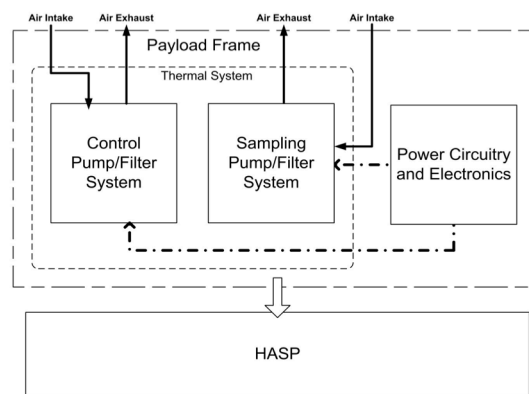 Air Intake
Air Exhaust
Air Exhaust
Air Intake
Payload Frame
Thermal System
Control
Pump/Filter
System
Sampling
Pump/Filter
System
Power Circuitry
and Electronics
HASP